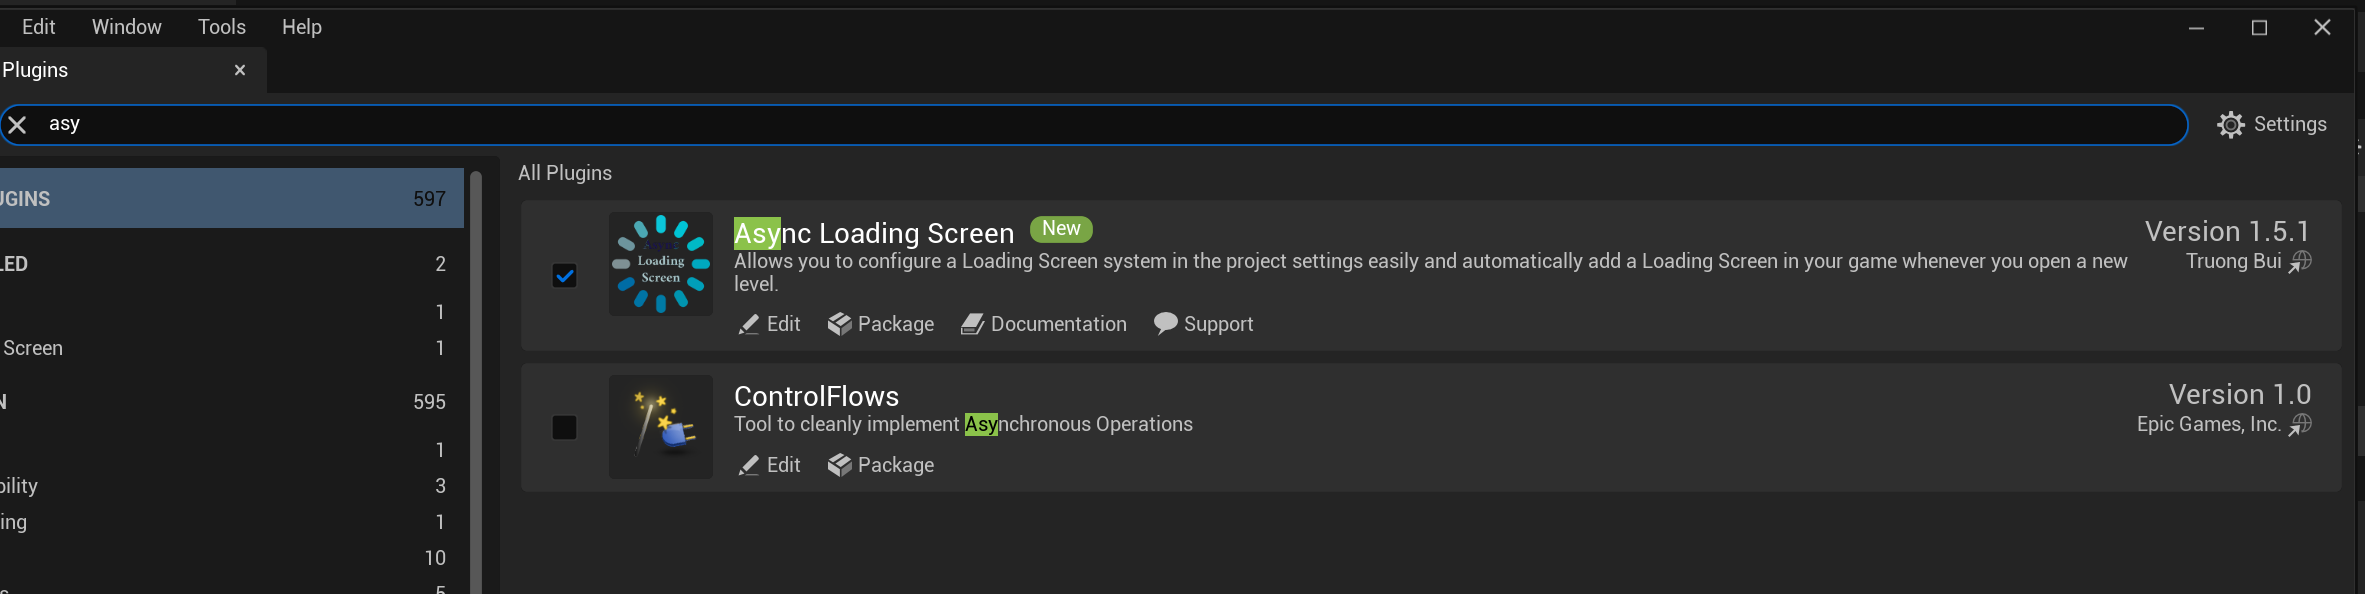 Edit Window Tools Help
Plugins
asy
Settings
UGINS 597
LED 2
1
Screen 1
N 595
1
bility 3
ing 1
10
s 5
All Plugins
Async Loading Screen New
Version 1.5.1
Allows you to configure a Loading Screen system in the project settings easily and automatically add a Loading Screen in your game whenever you open a new
level.
Truong Bui
Async
Loading
Screen
Edit Package Documentation Support
ControlFlows
Version 1.0
Tool to cleanly implement Asynchronous Operations
Epic Games, Inc.
Edit Package